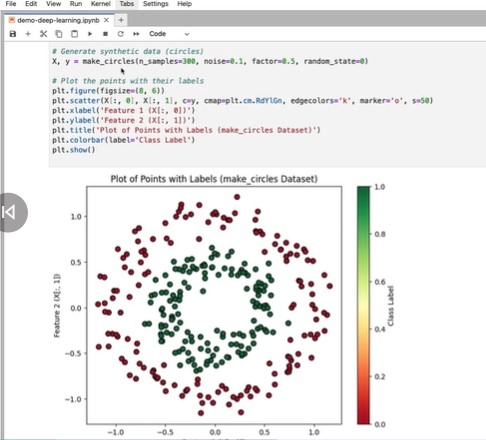 File Edit View Run Kernel Tabs Settings Help
demo-deep-learning.ipynb
Code
# Generate synthetic data (circles)
X, y = make_circles(n_samples=300, noise=0.1, factor=0.5, random_state=0)
# Plot the points with their labels
plt.figure(figsize=(8, 6))
plt.scatter(X[:, 0], X[:, 1], c=y, cmap=plt.cm.RdYlGn, edgecolors='k', marker='o', s=50)
plt.xlabel('Feature 1 (X[:, 0])')
plt.ylabel('Feature 2 (X[:, 1])')
plt.title('Plot of Points with Labels (make_circles Dataset)')
plt.colorbar(label='Class Label')
plt.show()
Plot of Points with Labels (make_circles Dataset)
1.0
0.5
0.0
−0.5
−1.0
Feature 2 (X[:, 1])
−1.0 −0.5 0.0 0.5 1.0
1.0
0.8
0.6
0.4
0.2
0.0
Class Label